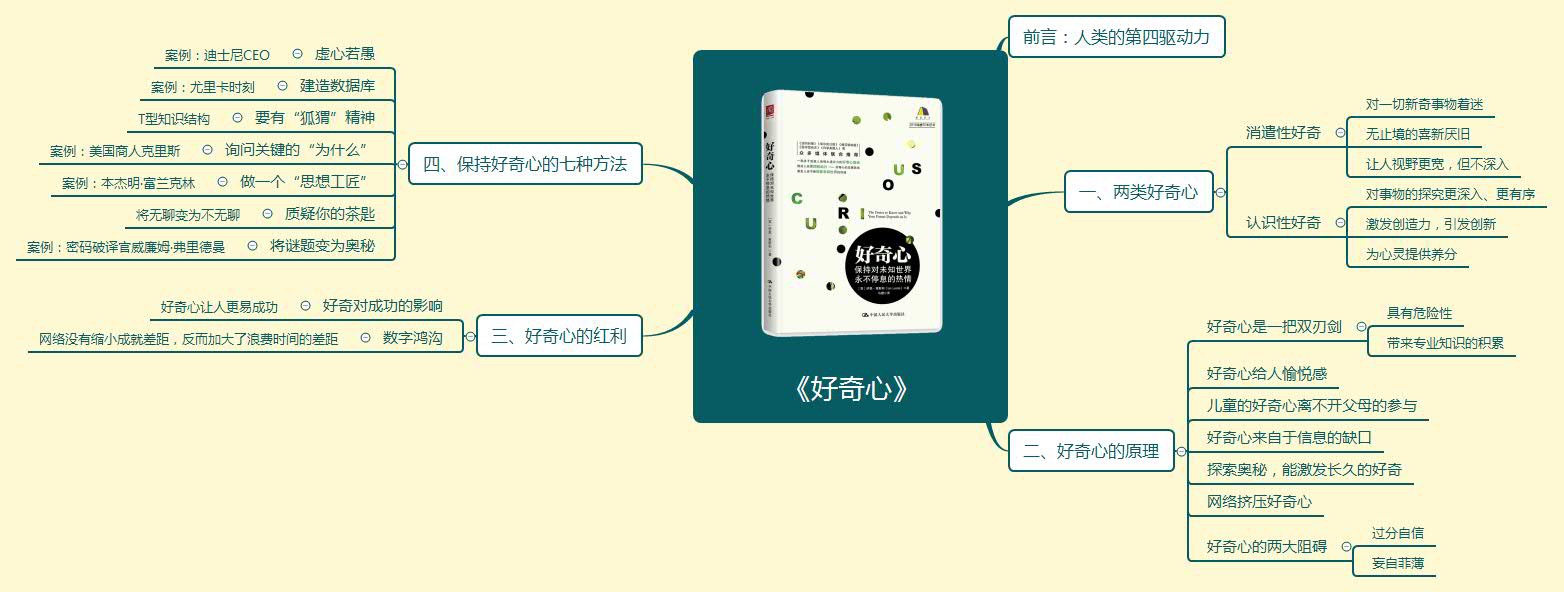 前言：人类的第四驱动力
一、两类好奇心
消遣性好奇
对一切新奇事物着迷
无止境的喜新厌旧
让人视野更宽，但不深入
认识性好奇
对事物的探究更深入、更有序
激发创造力，引发创新
为心灵提供养分
二、好奇心的原理
好奇心是一把双刃剑
具有危险性
带来专业知识的积累
好奇心给人愉悦感
儿童的好奇心离不开父母的参与
好奇心来自于信息的缺口
探索奥秘，能激发长久的好奇
网络挤压好奇心
好奇心的两大阻碍
过分自信
妄自菲薄
三、好奇心的红利
好奇对成功的影响
好奇心让人更易成功
数字鸿沟
网络没有缩小成就差距，反而加大了浪费时间的差距
四、保持好奇心的七种方法
虚心若愚
案例：迪士尼CEO
建造数据库
案例：尤里卡时刻
要有“狐猬”精神
T型知识结构
询问关键的“为什么”
案例：美国商人克里斯
做一个“思想工匠”
案例：本杰明·富兰克林
质疑你的茶匙
将无聊变为不无聊
将谜题变为奥秘
案例：密码破译官威廉姆·弗里德曼
《好奇心》
好奇心
CURIOUS
好奇心
保持对未知世界
永不停息的热情
中国人民大学出版社